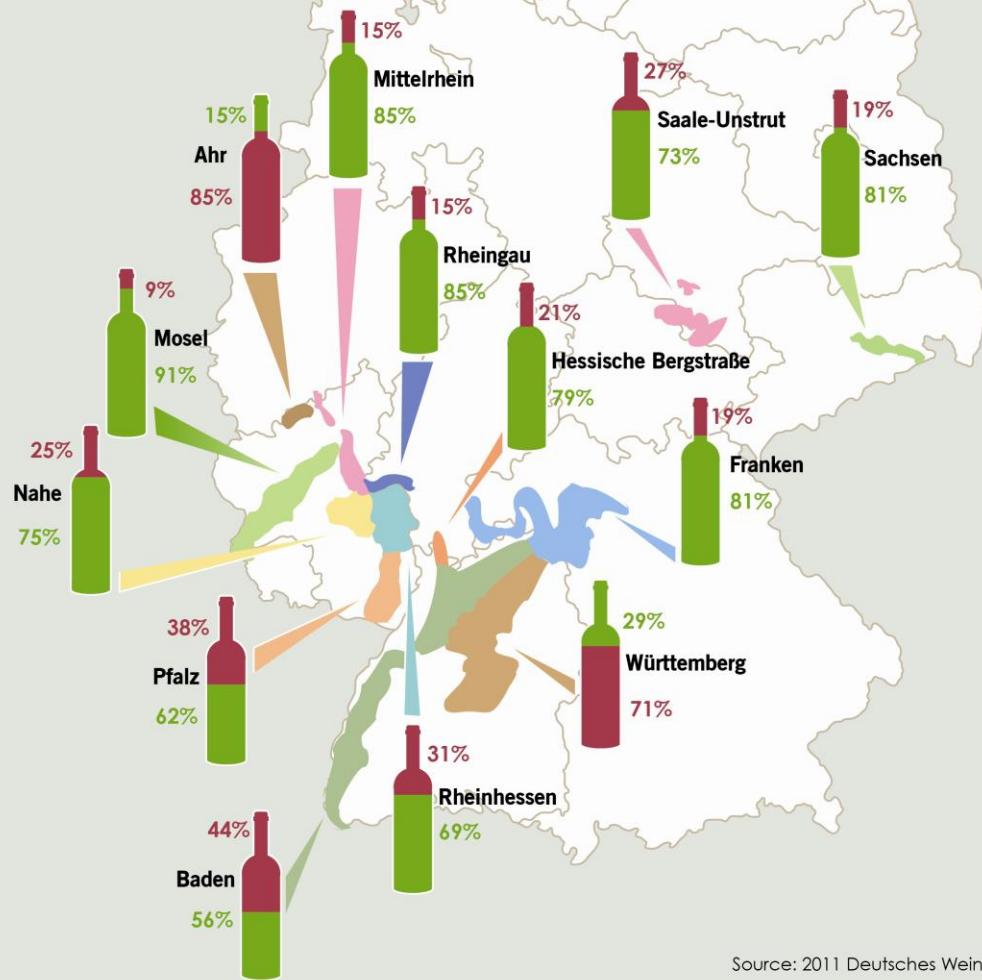 15%
Mittelrhein
85%
15%
Ahr
85%
27%
Saale-Unstrut
73%
19%
Sachsen
81%
15%
Rheingau
85%
9%
Mosel
91%
21%
Hessische Bergstraße
79%
25%
Nahe
75%
19%
Franken
81%
38%
Pfalz
62%
29%
Württemberg
71%
31%
Rheinhessen
69%
44%
Baden
56%
Source: 2011 Deutsches Wein